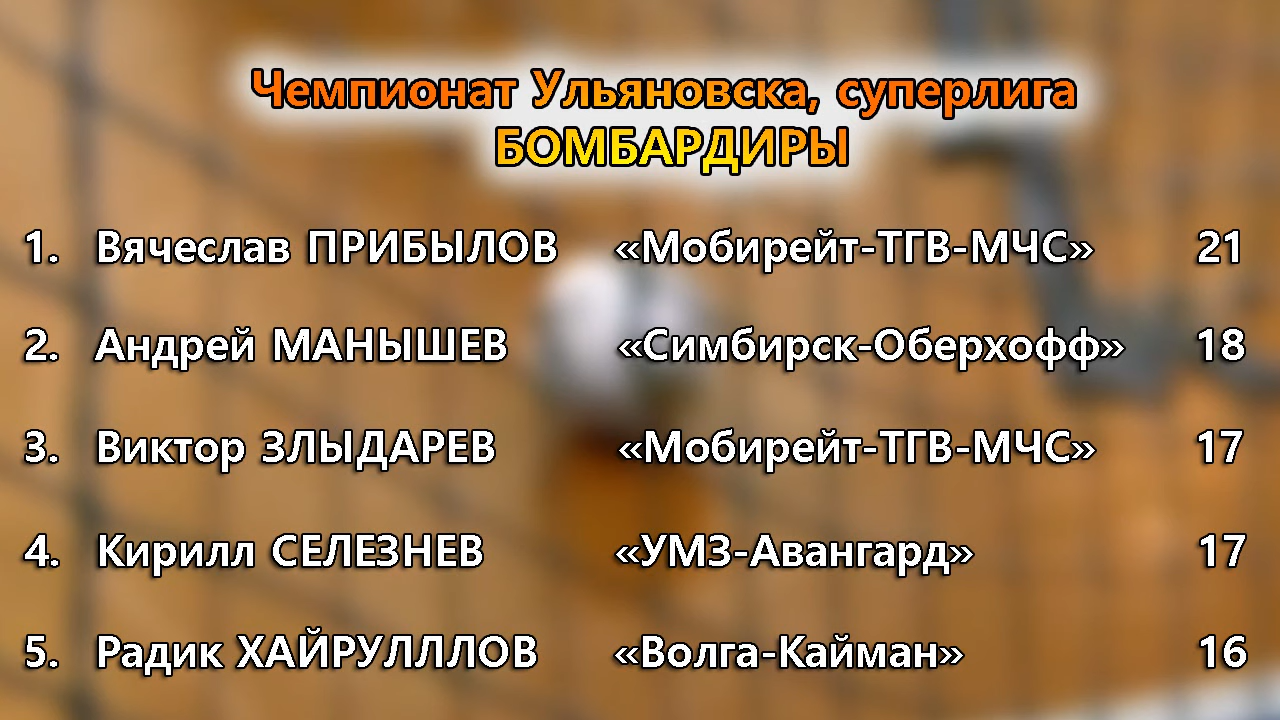 Чемпионат Ульяновска, суперлига
БОМБАРДИРЫ
1. Вячеслав ПРИБЫЛОВ «Мобирейт-ТГВ-МЧС» 21
2. Андрей МАНЫШЕВ «Симбирск-Оберхофф» 18
3. Виктор ЗЛЫДАРЕВ «Мобирейт-ТГВ-МЧС» 17
4. Кирилл СЕЛЕЗНЕВ «УМЗ-Авангард» 17
5. Радик ХАЙРУЛЛЛОВ «Волга-Кайман» 16